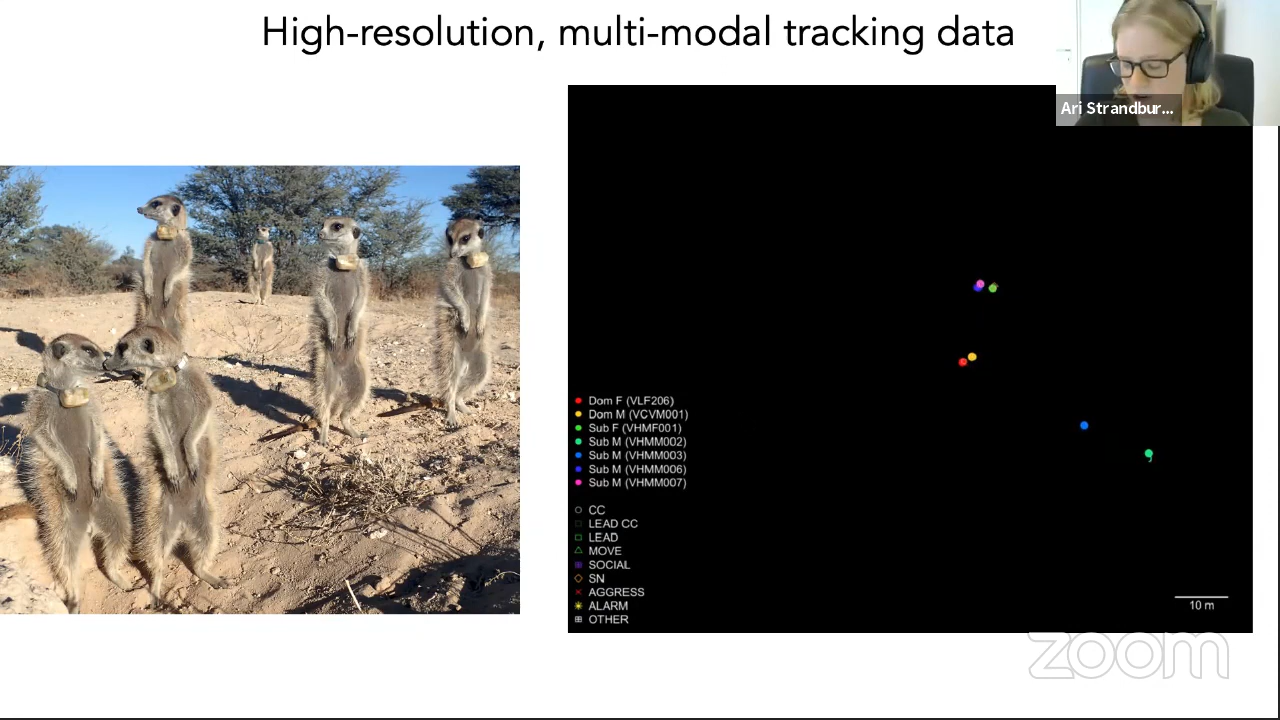 High-resolution, multi-modal tracking data
Ari Strandbur...
Dom F (VLF206)
Dom M (VCVM001)
Sub F (VHMF001)
Sub M (VHMM002)
Sub M (VHMM003)
Sub M (VHMM006)
Sub M (VHMM007)
CC
LEAD CC
LEAD
MOVE
SOCIAL
SN
AGGRESS
ALARM
OTHER
10 m
zoom